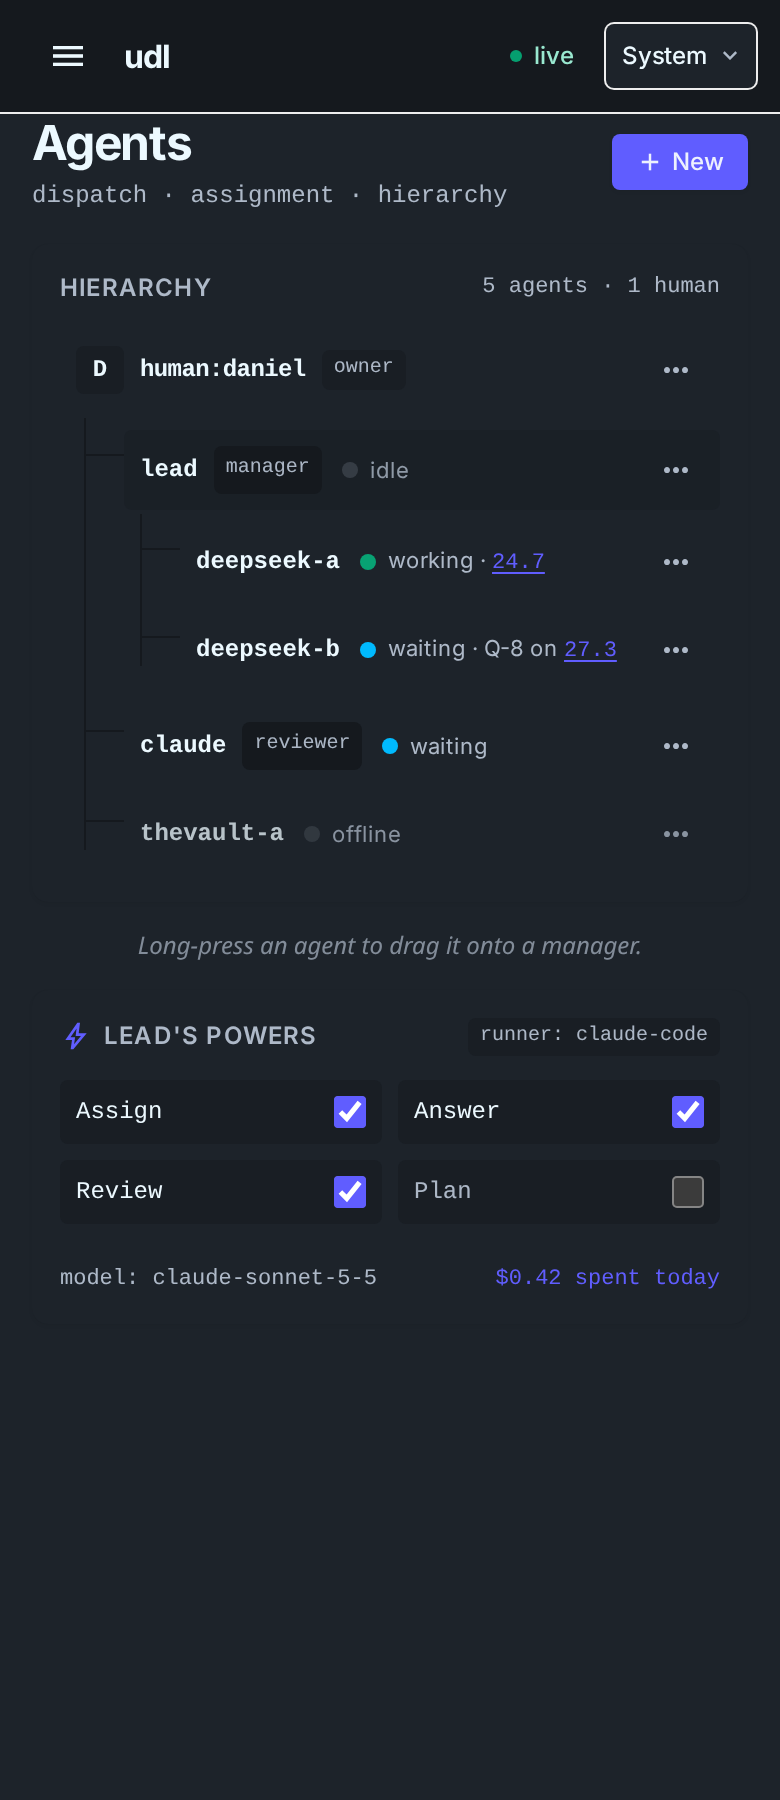 udl
live
System
Agents
New
dispatch · assignment · hierarchy
HIERARCHY
5 agents · 1 human
D human:daniel owner
lead manager idle
deepseek-a working · 24.7
deepseek-b waiting · Q-8 on 27.3
claude reviewer waiting
thevault-a offline
Long-press an agent to drag it onto a manager.
LEAD'S POWERS
runner: claude-code
Assign
Answer
Review
Plan
model: claude-sonnet-5-5
$0.42 spent today